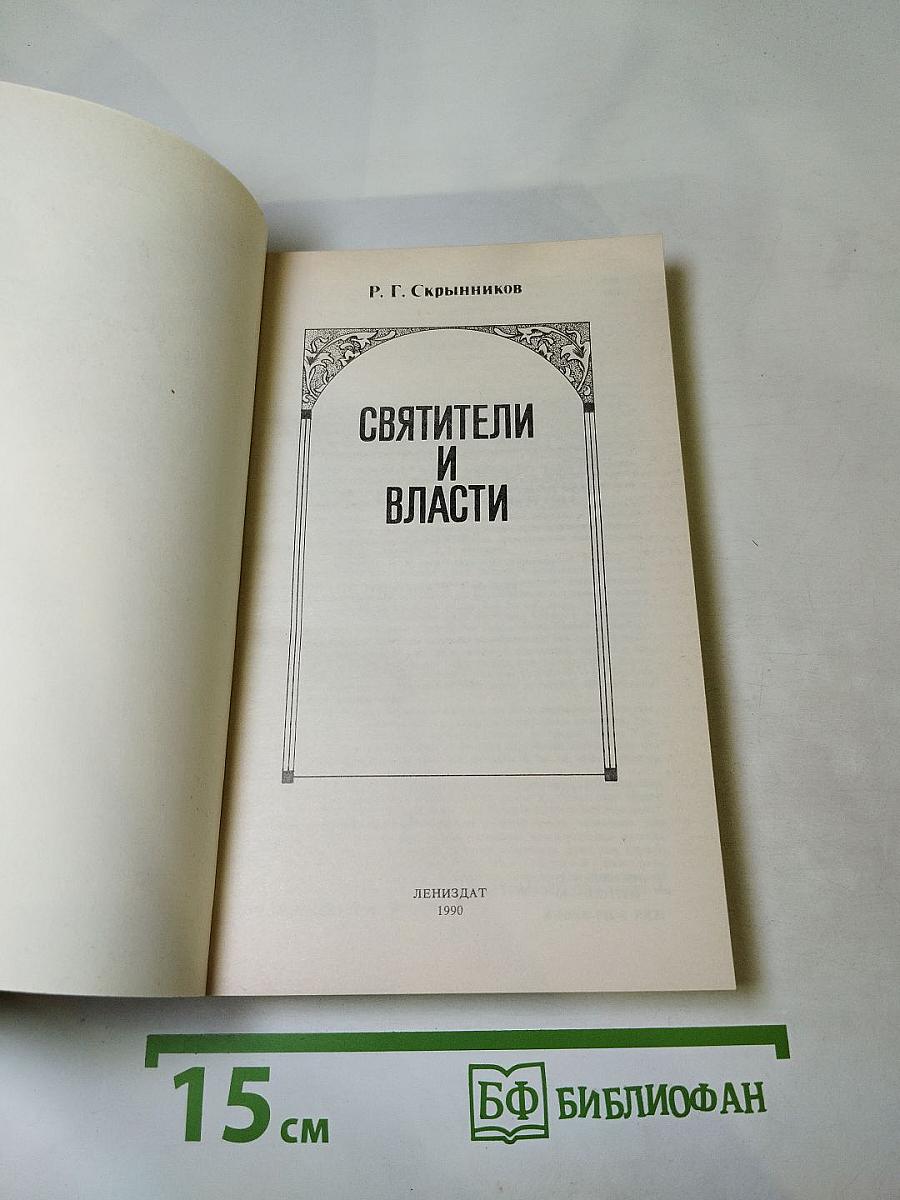 Р. Г. Скрынников
СВЯТИТЕЛИ
И
ВЛАСТИ
ЛЕНИЗДАТ
1990
15 см
БФ БИБЛИОФАН